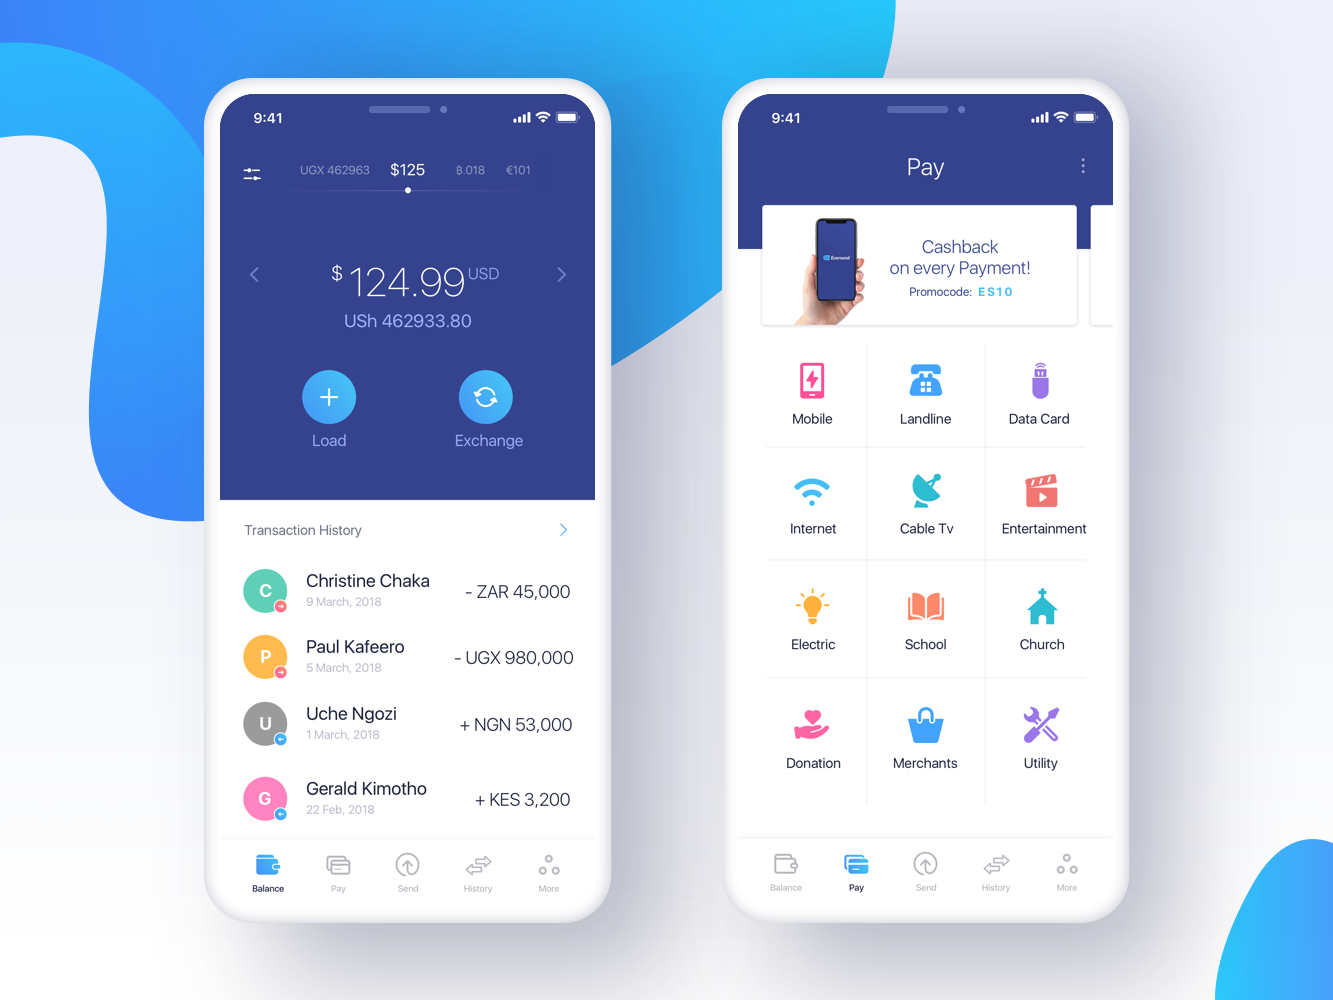 9:41
UGX 462963 $125 ₿.018 €101
$ 124.99 USD
USh 462933.80
Load Exchange
Transaction History
C Christine Chaka - ZAR 45,000
9 March, 2018
P Paul Kafeero - UGX 980,000
5 March, 2018
U Uche Ngozi + NGN 53,000
1 March, 2018
G Gerald Kimotho + KES 3,200
22 Feb, 2018
Balance Pay Send History More
9:41
Pay
Eversend
Cashback
on every Payment!
Promocode: ES10
Mobile Landline Data Card
Internet Cable Tv Entertainment
Electric School Church
Donation Merchants Utility
Balance Pay Send History More